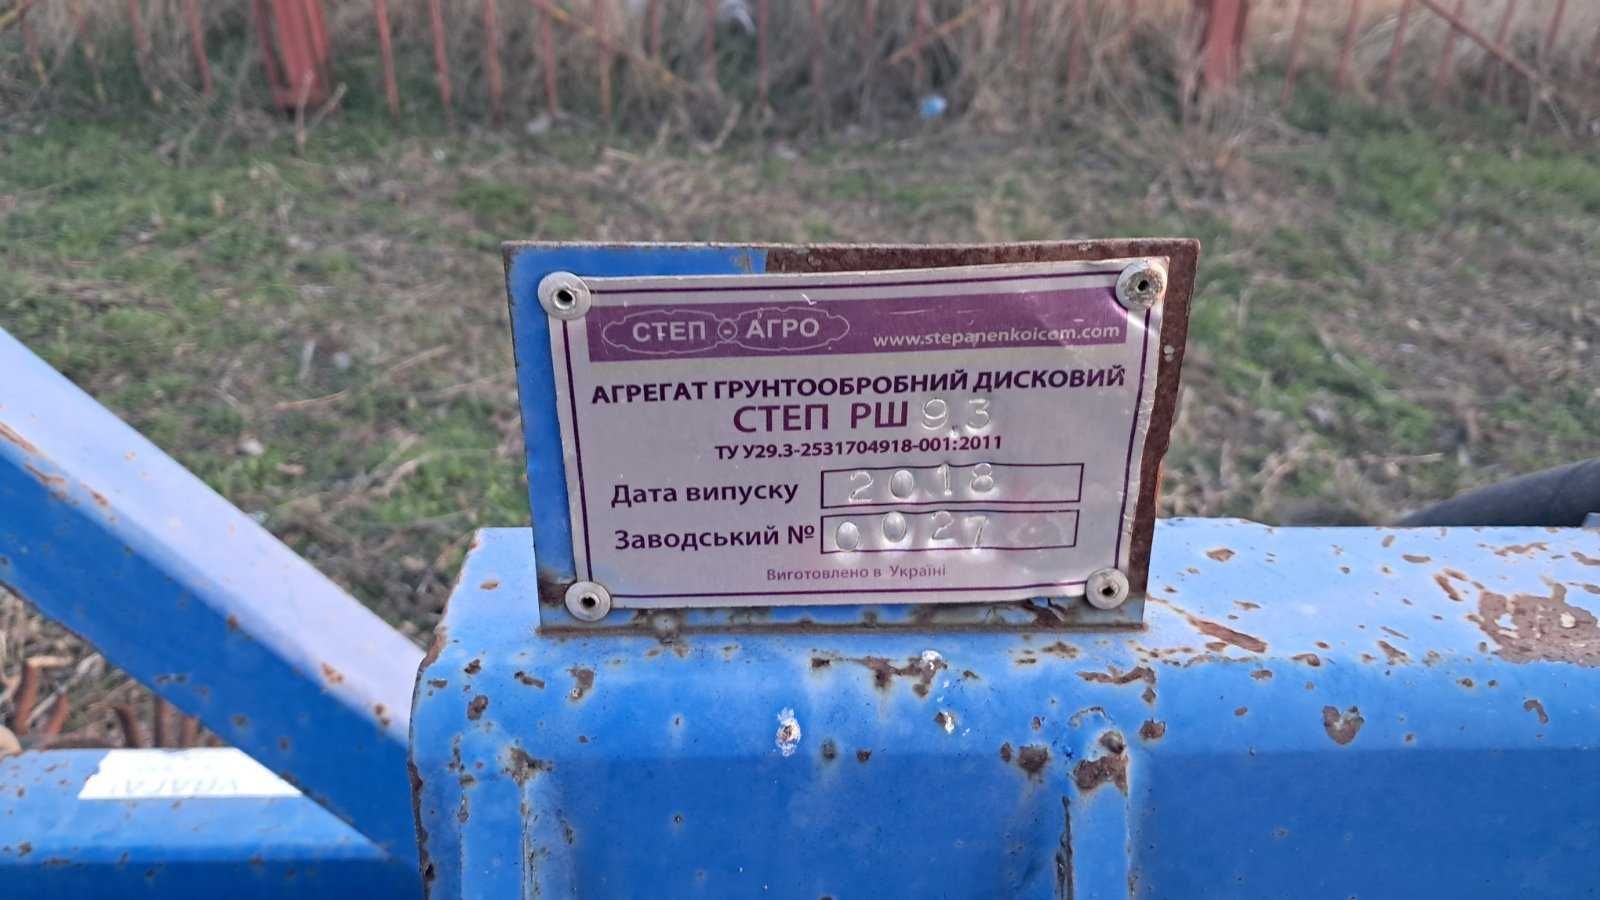 СТЕП - АГРО
www.stepanenkoicom.com
АГРЕГАТ ГРУНТООБРОБНИЙ ДИСКОВИЙ
СТЕП РШ 9,3
ТУ У29.3-2531704918-001:2011
Дата випуску 2018
Заводський № 0027
Виготовлено в Україні
УВАГА!